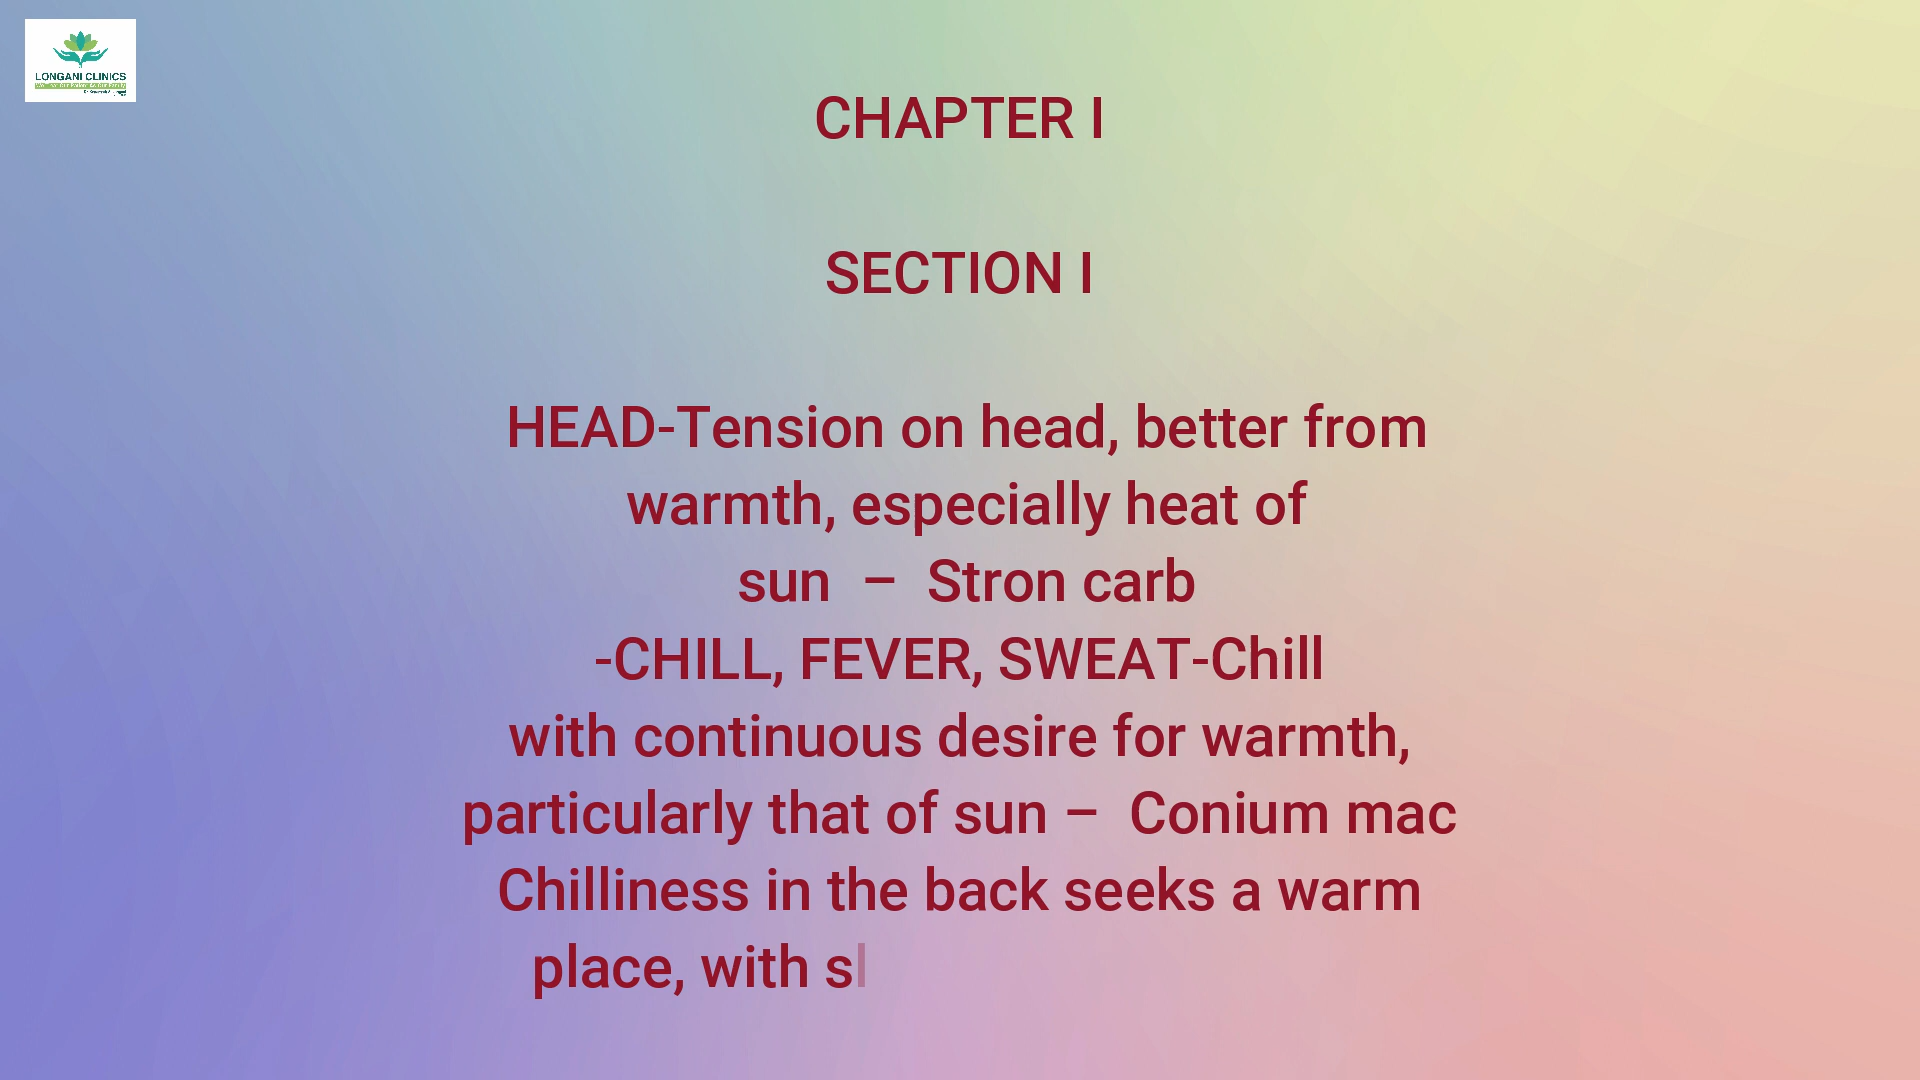 LONGANI CLINICS
CHAPTER I
SECTION I
HEAD-Tension on head, better from
warmth, especially heat of
sun – Stron carb
-CHILL, FEVER, SWEAT-Chill
with continuous desire for warmth,
particularly that of sun – Conium mac
Chilliness in the back seeks a warm
place, with sl